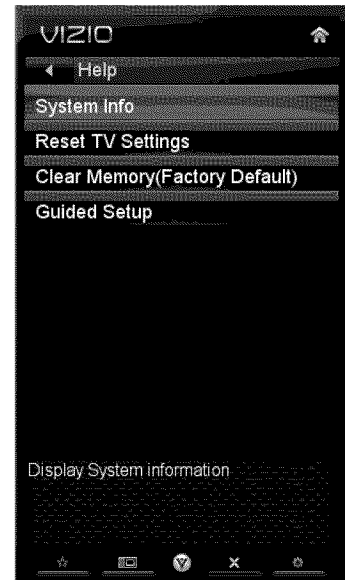 VIZIO
Help
System Info
Reset TV Settings
Clear Memory(Factory Default)
Guided Setup
Display System information